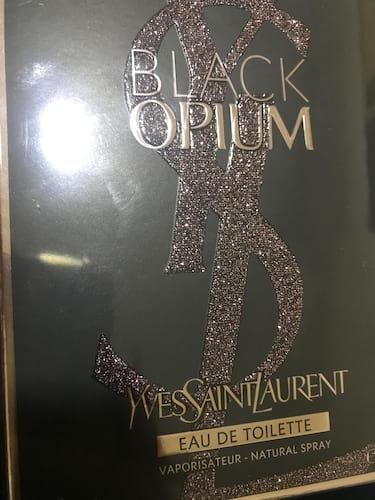 BLACK
OPIUM
YSL
YVESSAINTLAURENT
EAU DE TOILETTE
VAPORISATEUR - NATURAL SPRAY